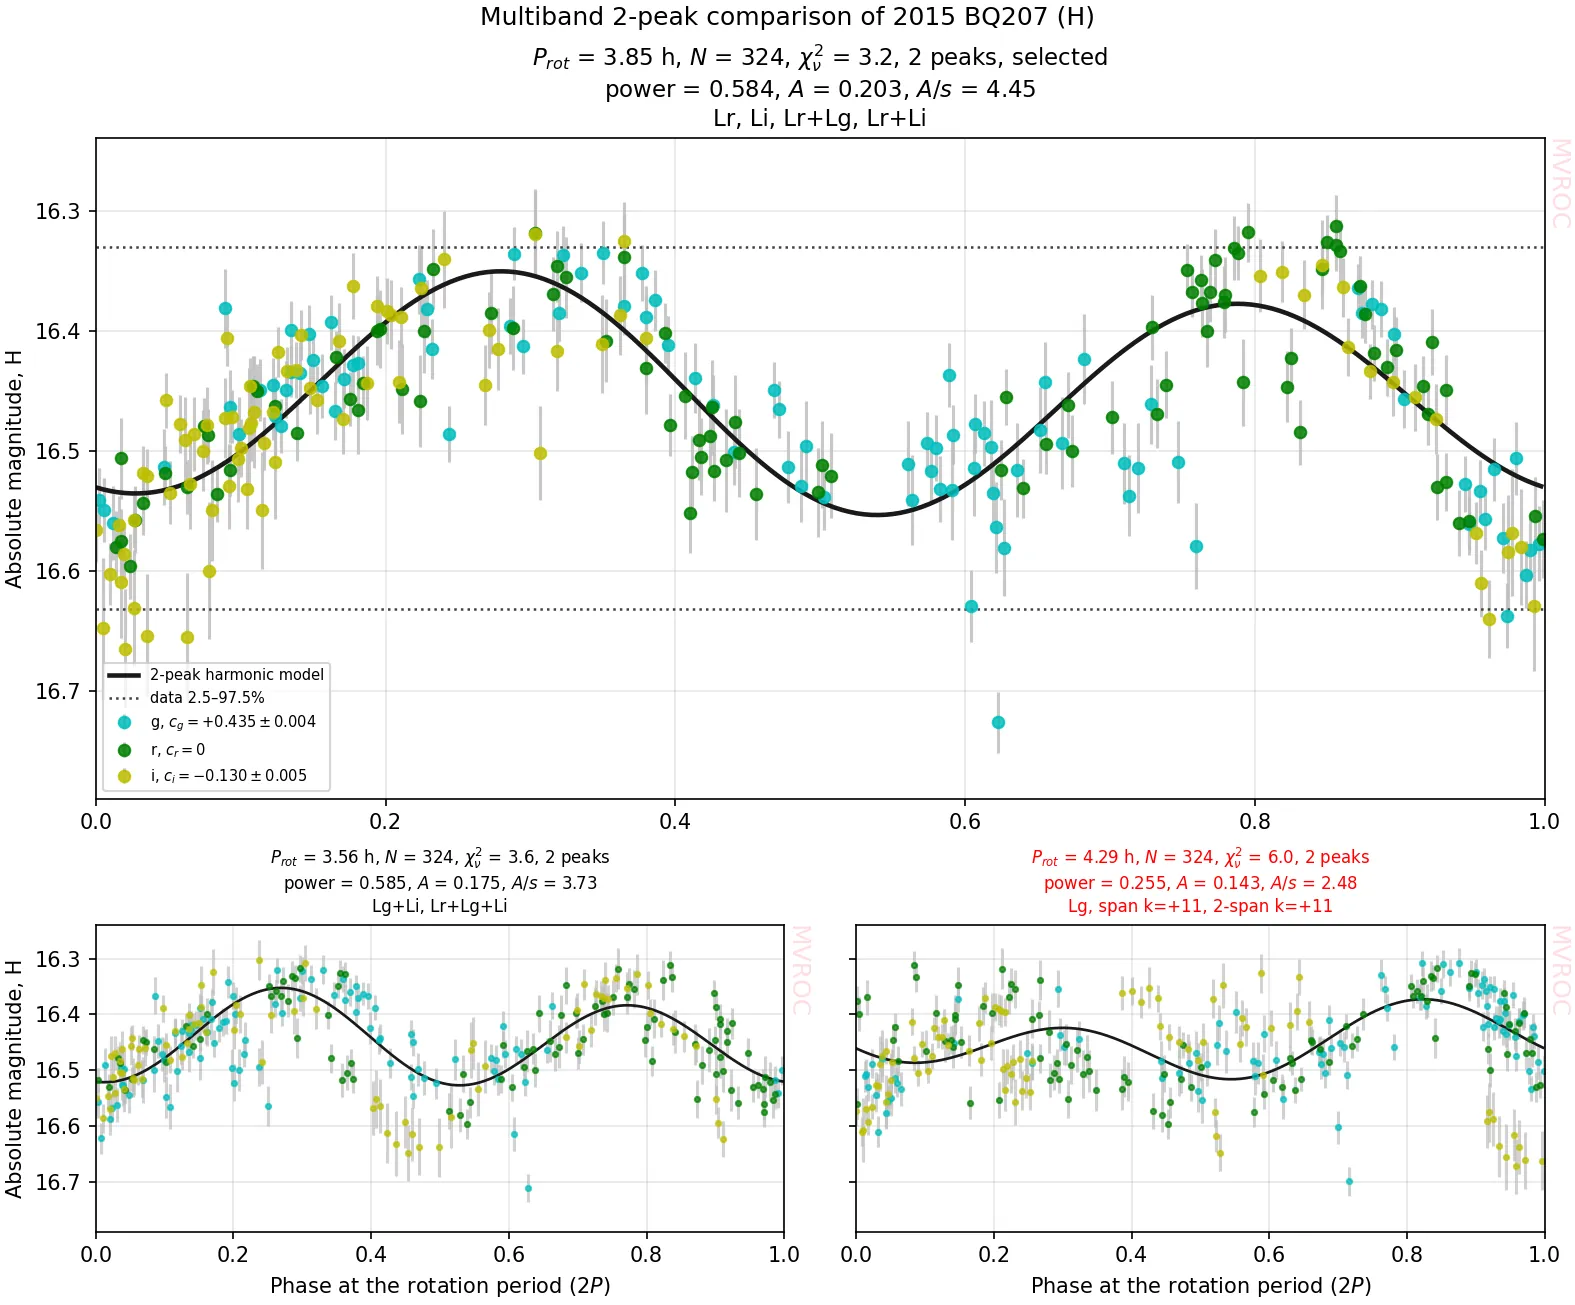 Multiband 2-peak comparison of 2015 BQ207 (H)
P_rot = 3.85 h, N = 324, χ²_ν = 3.2, 2 peaks, selected
power = 0.584, A = 0.203, A/s = 4.45
Lr, Li, Lr+Lg, Lr+Li
MVROC
Absolute magnitude, H
16.3
16.4
16.5
16.6
16.7
2-peak harmonic model
data 2.5–97.5%
g, c_g = +0.435 ± 0.004
r, c_r = 0
i, c_i = −0.130 ± 0.005
0.0 0.2 0.4 0.6 0.8 1.0
P_rot = 3.56 h, N = 324, χ²_ν = 3.6, 2 peaks
power = 0.585, A = 0.175, A/s = 3.73
Lg+Li, Lr+Lg+Li
MVROC
Absolute magnitude, H
16.3
16.4
16.5
16.6
16.7
0.0 0.2 0.4 0.6 0.8 1.0
Phase at the rotation period (2P)
P_rot = 4.29 h, N = 324, χ²_ν = 6.0, 2 peaks
power = 0.255, A = 0.143, A/s = 2.48
Lg, span k=+11, 2-span k=+11
MVROC
0.0 0.2 0.4 0.6 0.8 1.0
Phase at the rotation period (2P)